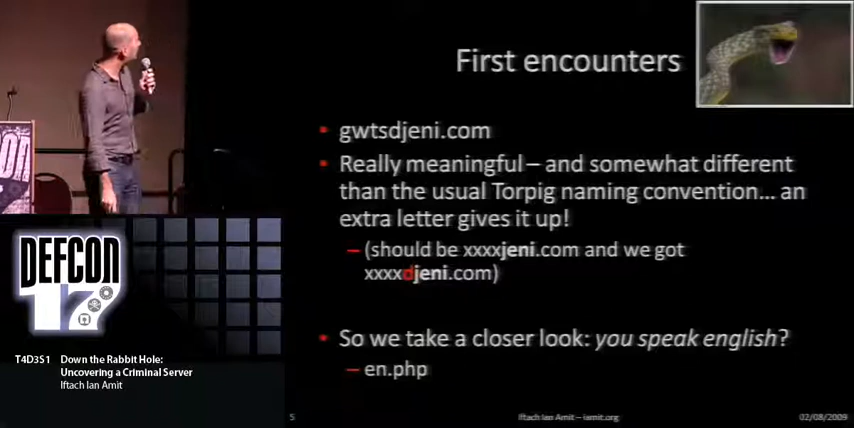 First encounters
gwtsdjeni.com
Really meaningful – and somewhat different
than the usual Torpig naming convention... an
extra letter gives it up!
– (should be xxxxjeni.com and we got
xxxxdjeni.com)
So we take a closer look: you speak english?
– en.php
5
Iftach Ian Amit – iamit.org
02/08/2009
DEFCON
17
T4D3S1
Down the Rabbit Hole:
Uncovering a Criminal Server
Iftach Ian Amit